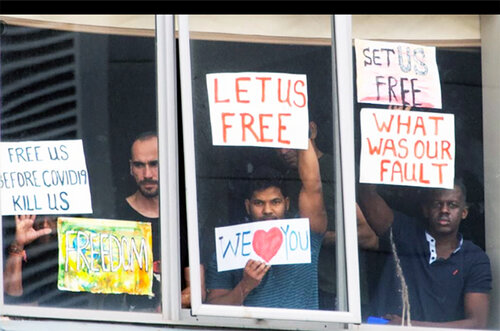 FREE US
BEFORE COVID19
KILL US
FREEDOM
LET US
FREE
WE ❤ YOU
SET US
FREE
WHAT
WAS OUR
FAULT